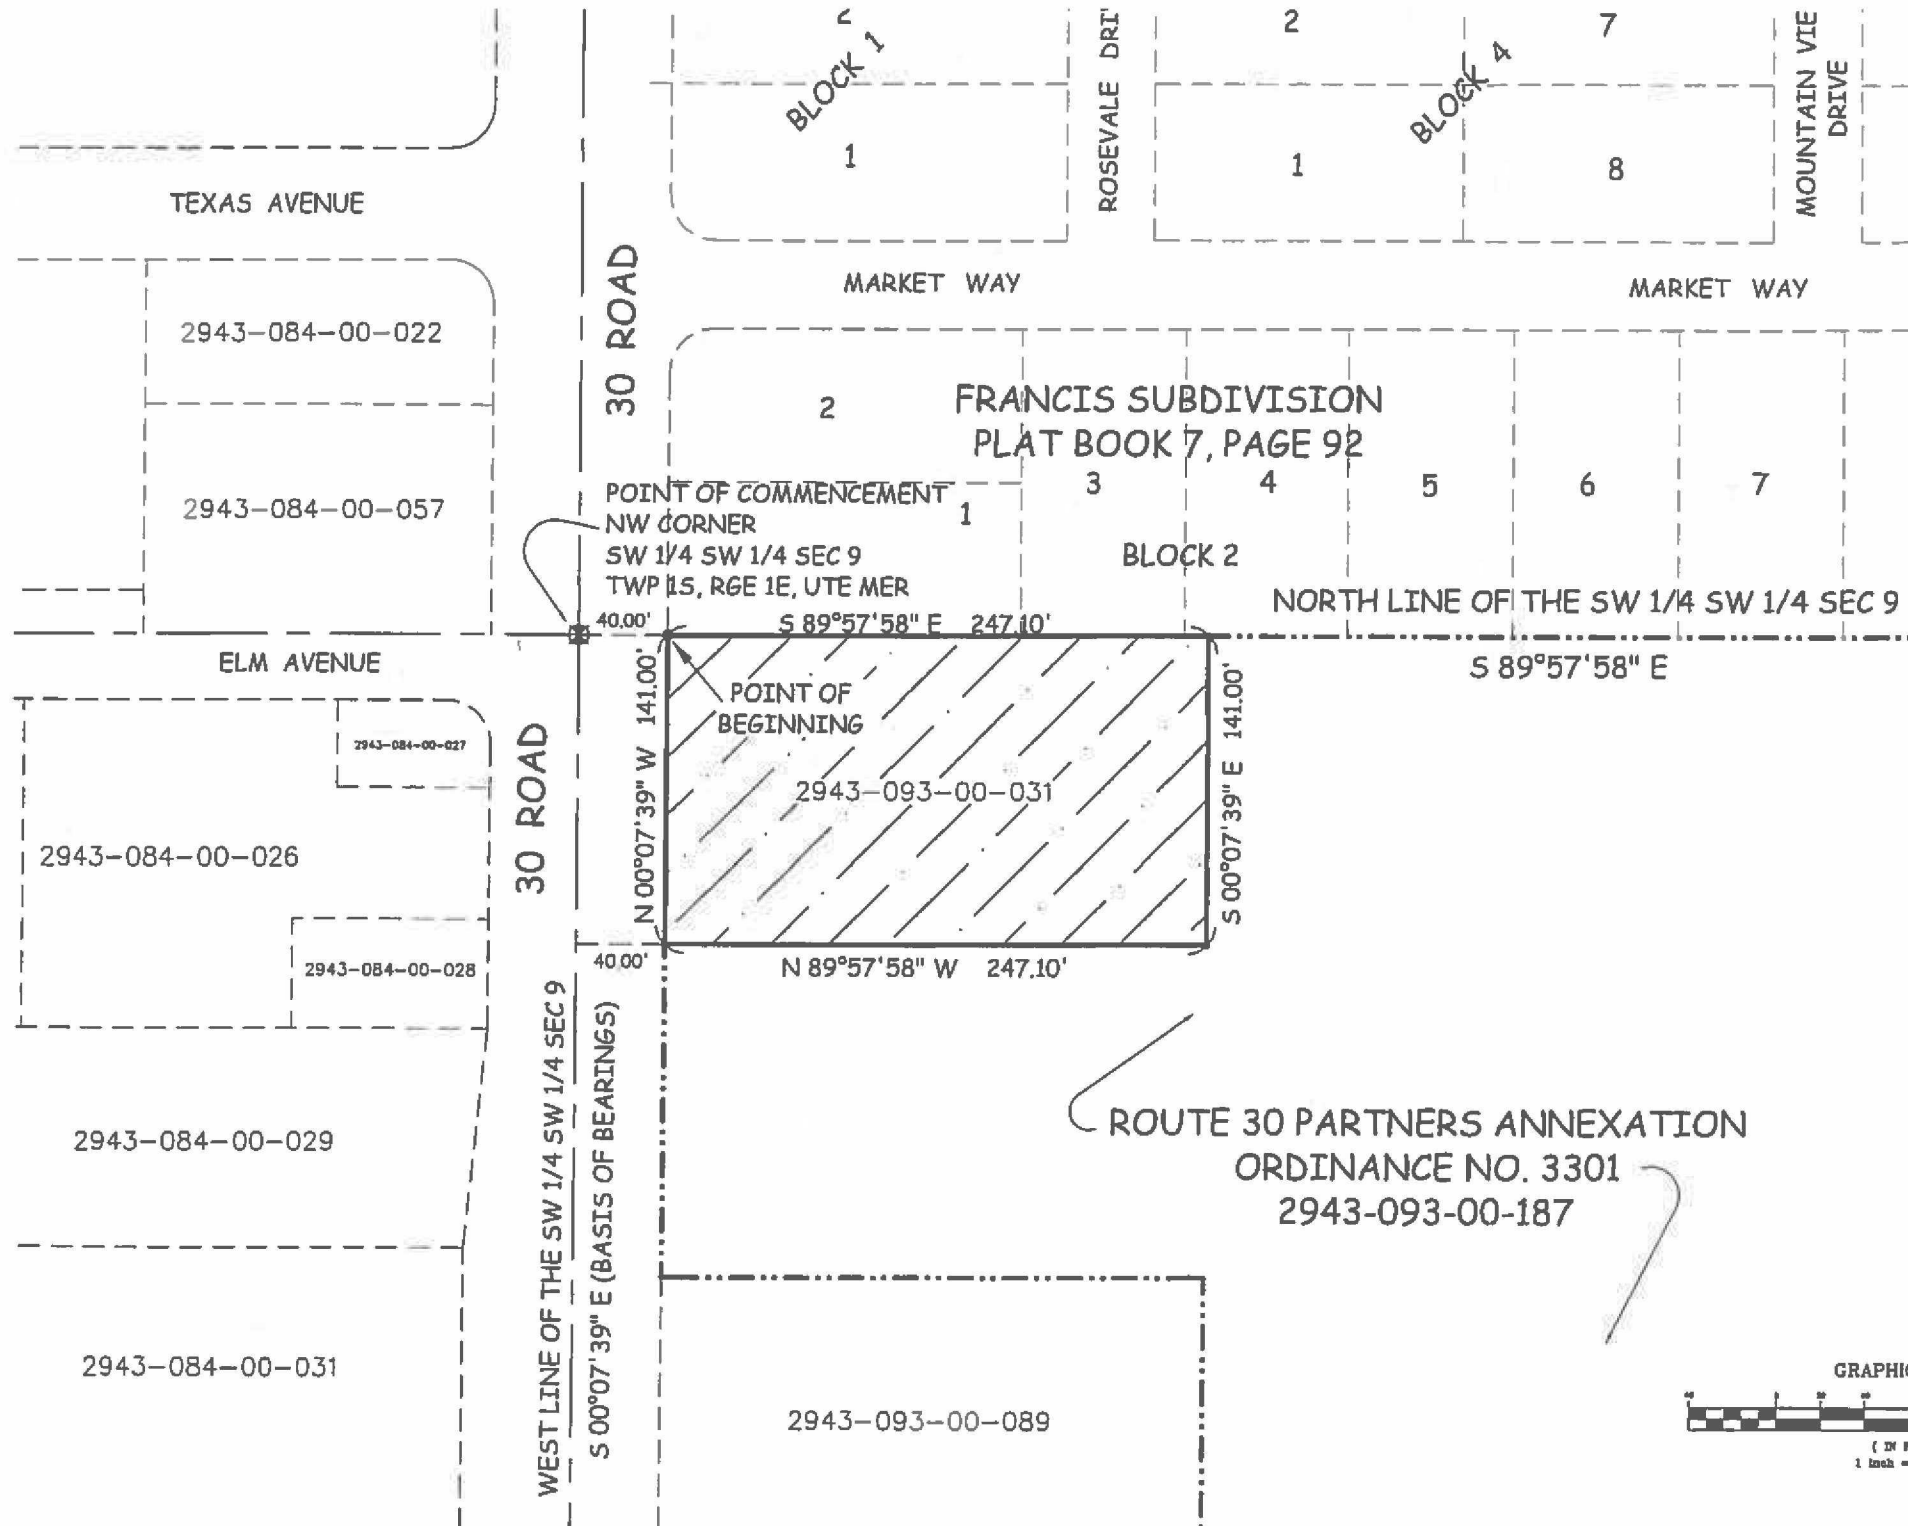 2
BLOCK 1
1
ROSEVALE DRI
2
7
BLOCK 4
1
8
MOUNTAIN VIE
DRIVE
TEXAS AVENUE
30 ROAD
MARKET WAY
MARKET WAY
2943-084-00-022
2943-084-00-057
2
FRANCIS SUBDIVISION
PLAT BOOK 7, PAGE 92
3
4
5
6
7
POINT OF COMMENCEMENT
NW CORNER
SW 1/4 SW 1/4 SEC 9
TWP 1S, RGE 1E, UTE MER
1
BLOCK 2
NORTH LINE OF THE SW 1/4 SW 1/4 SEC 9
40.00'
S 89°57'58" E 247.10'
S 89°57'58" E
ELM AVENUE
POINT OF
BEGINNING
N 00°07'39" W 141.00'
S 00°07'39" E 141.00'
2943-084-00-027
30 ROAD
2943-093-00-031
2943-084-00-026
2943-084-00-028
40.00'
N 89°57'58" W 247.10'
WEST LINE OF THE SW 1/4 SW 1/4 SEC 9
S 00°07'39" E (BASIS OF BEARINGS)
ROUTE 30 PARTNERS ANNEXATION
ORDINANCE NO. 3301
2943-093-00-187
2943-084-00-029
2943-084-00-031
2943-093-00-089
GRAPHI
( IN
1 inch =